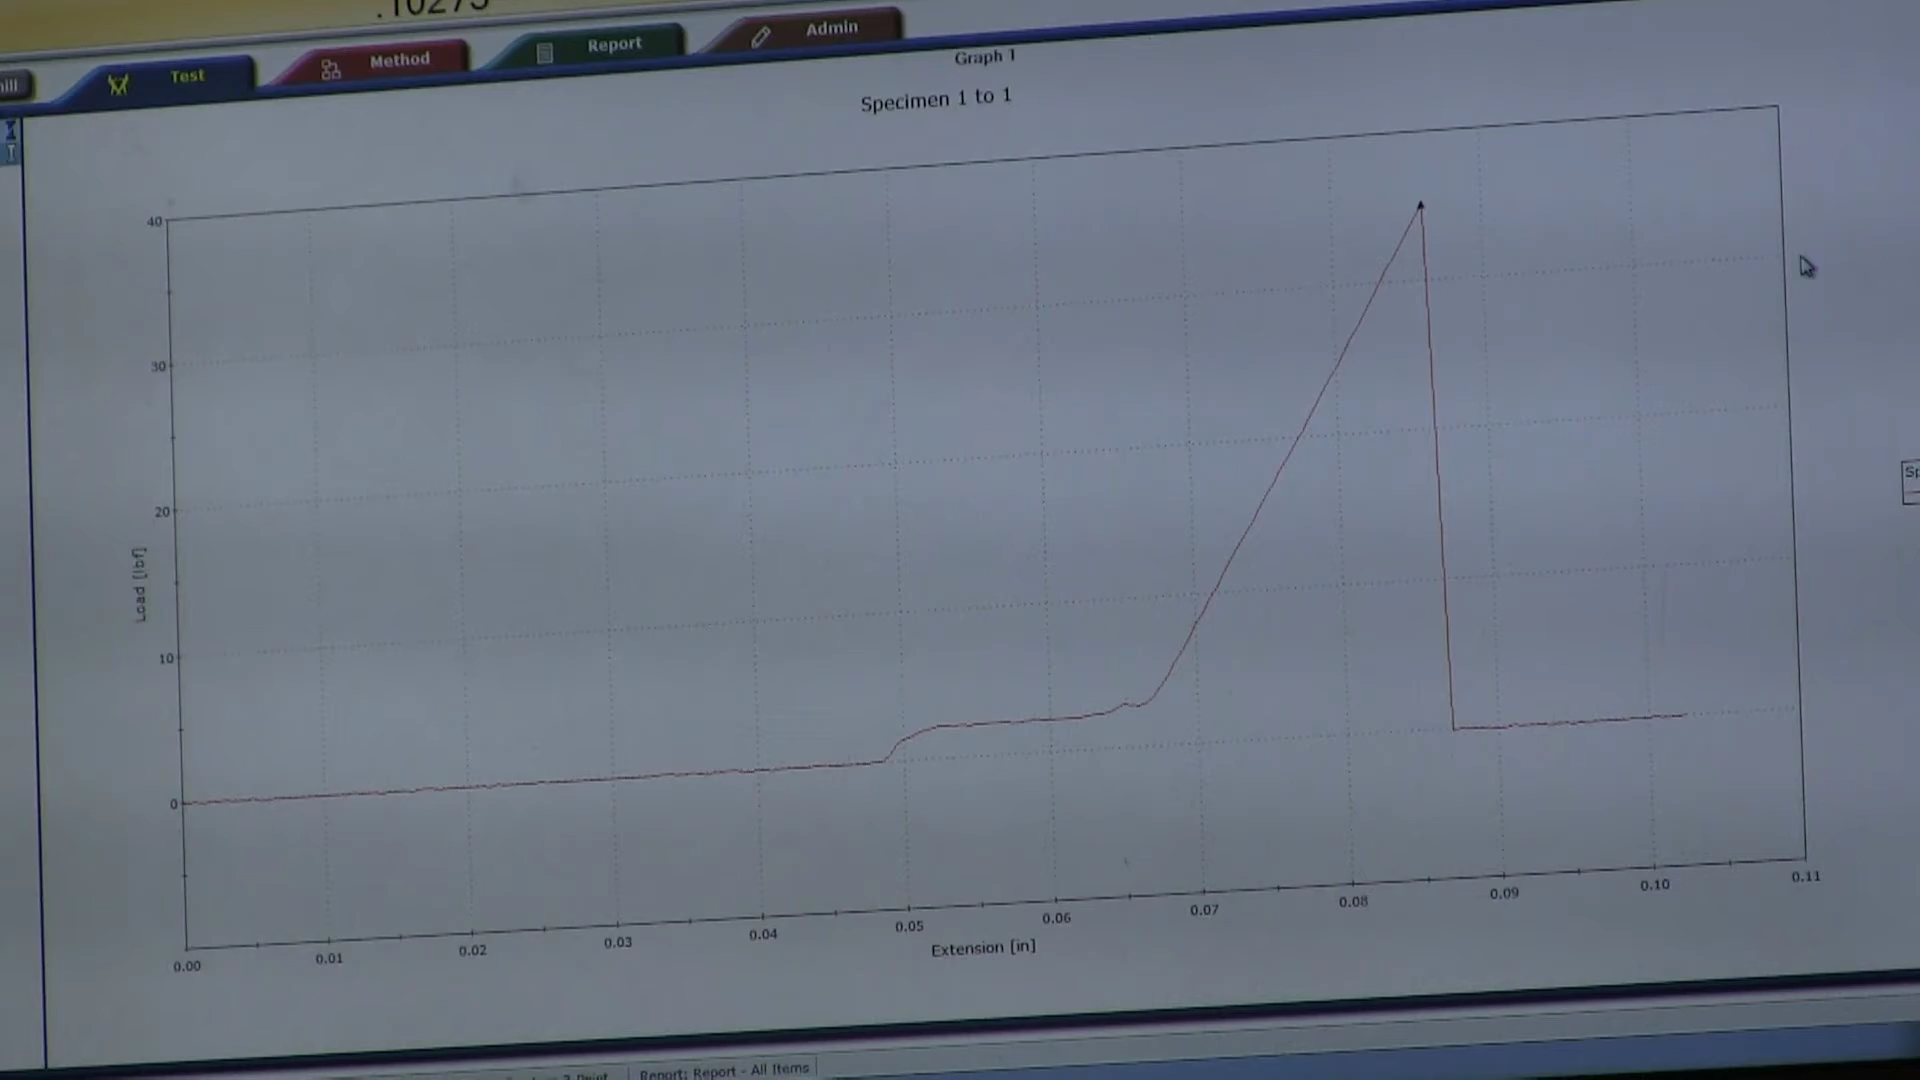 .10275
Test
Method
Report
Admin
Graph 1
Specimen 1 to 1
40
30
20
10
0
Load [lbf]
0.00
0.01
0.02
0.03
0.04
0.05
0.06
0.07
0.08
0.09
0.10
0.11
Extension [in]
Report: Report - All Items